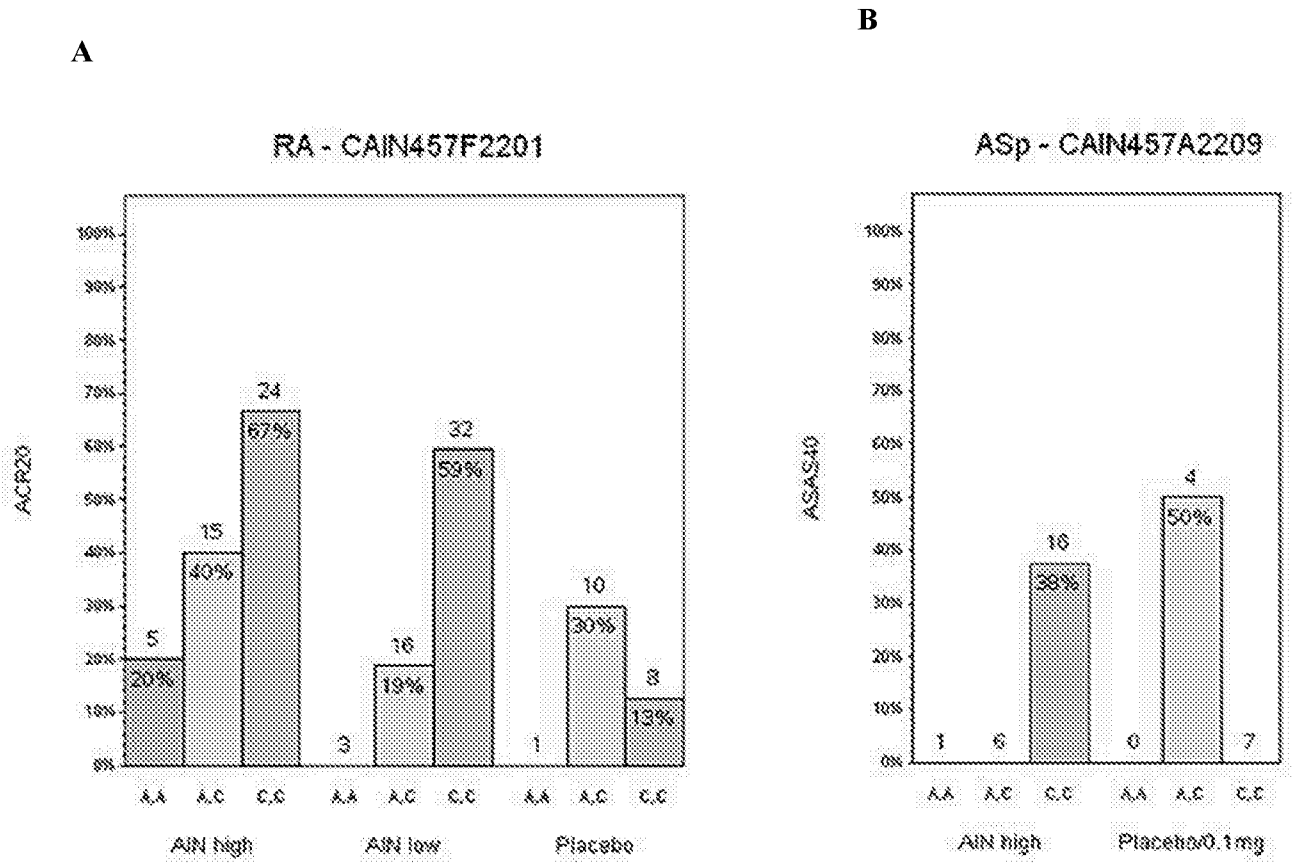 A
B
RA - CAIN457F2201
ASp - CAIN457A2209
ACR20
100%
90%
80%
70%
60%
50%
40%
30%
20%
10%
0%
5
20%
15
40%
24
67%
3
16
19%
32
59%
1
10
30%
8
13%
A,A
A,C
C,C
A,A
A,C
C,C
A,A
A,C
C,C
AIN high
AIN low
Placebo
ASAS40
100%
90%
80%
70%
60%
50%
40%
30%
20%
10%
0%
1
6
16
38%
0
4
50%
7
A,A
A,C
C,C
A,A
A,C
C,C
AIN high
Placebo/0.1mg